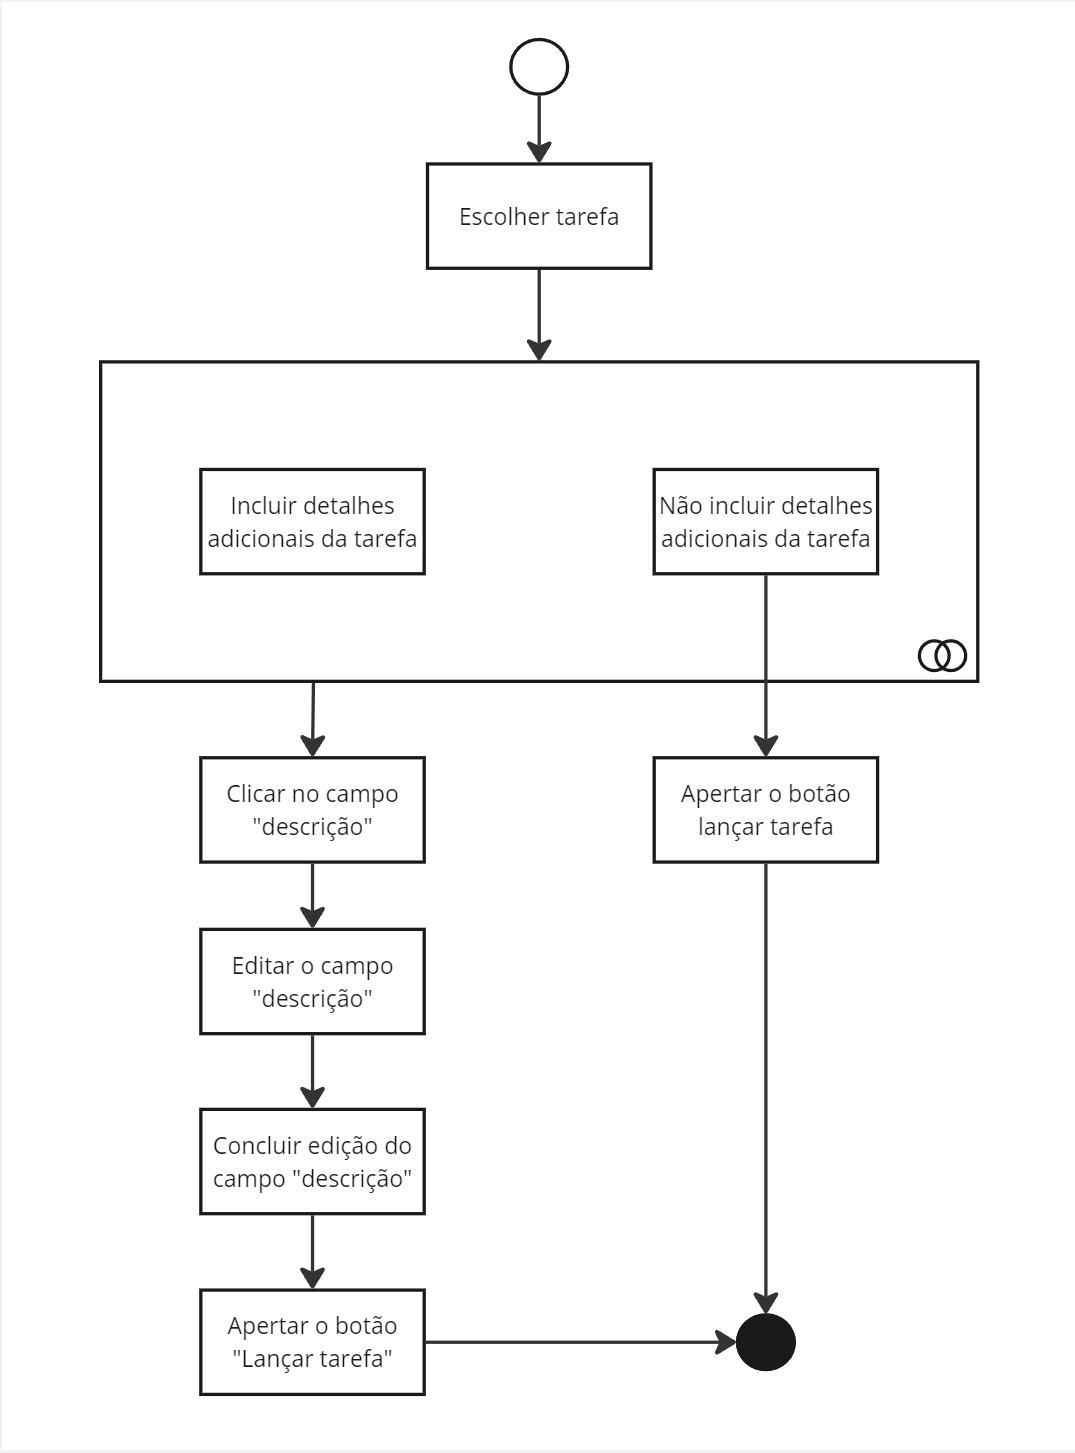 Escolher tarefa
Incluir detalhes
adicionais da tarefa
Não incluir detalhes
adicionais da tarefa
Clicar no campo
"descrição"
Apertar o botão
lançar tarefa
Editar o campo
"descrição"
Concluir edição do
campo "descrição"
Apertar o botão
"Lançar tarefa"